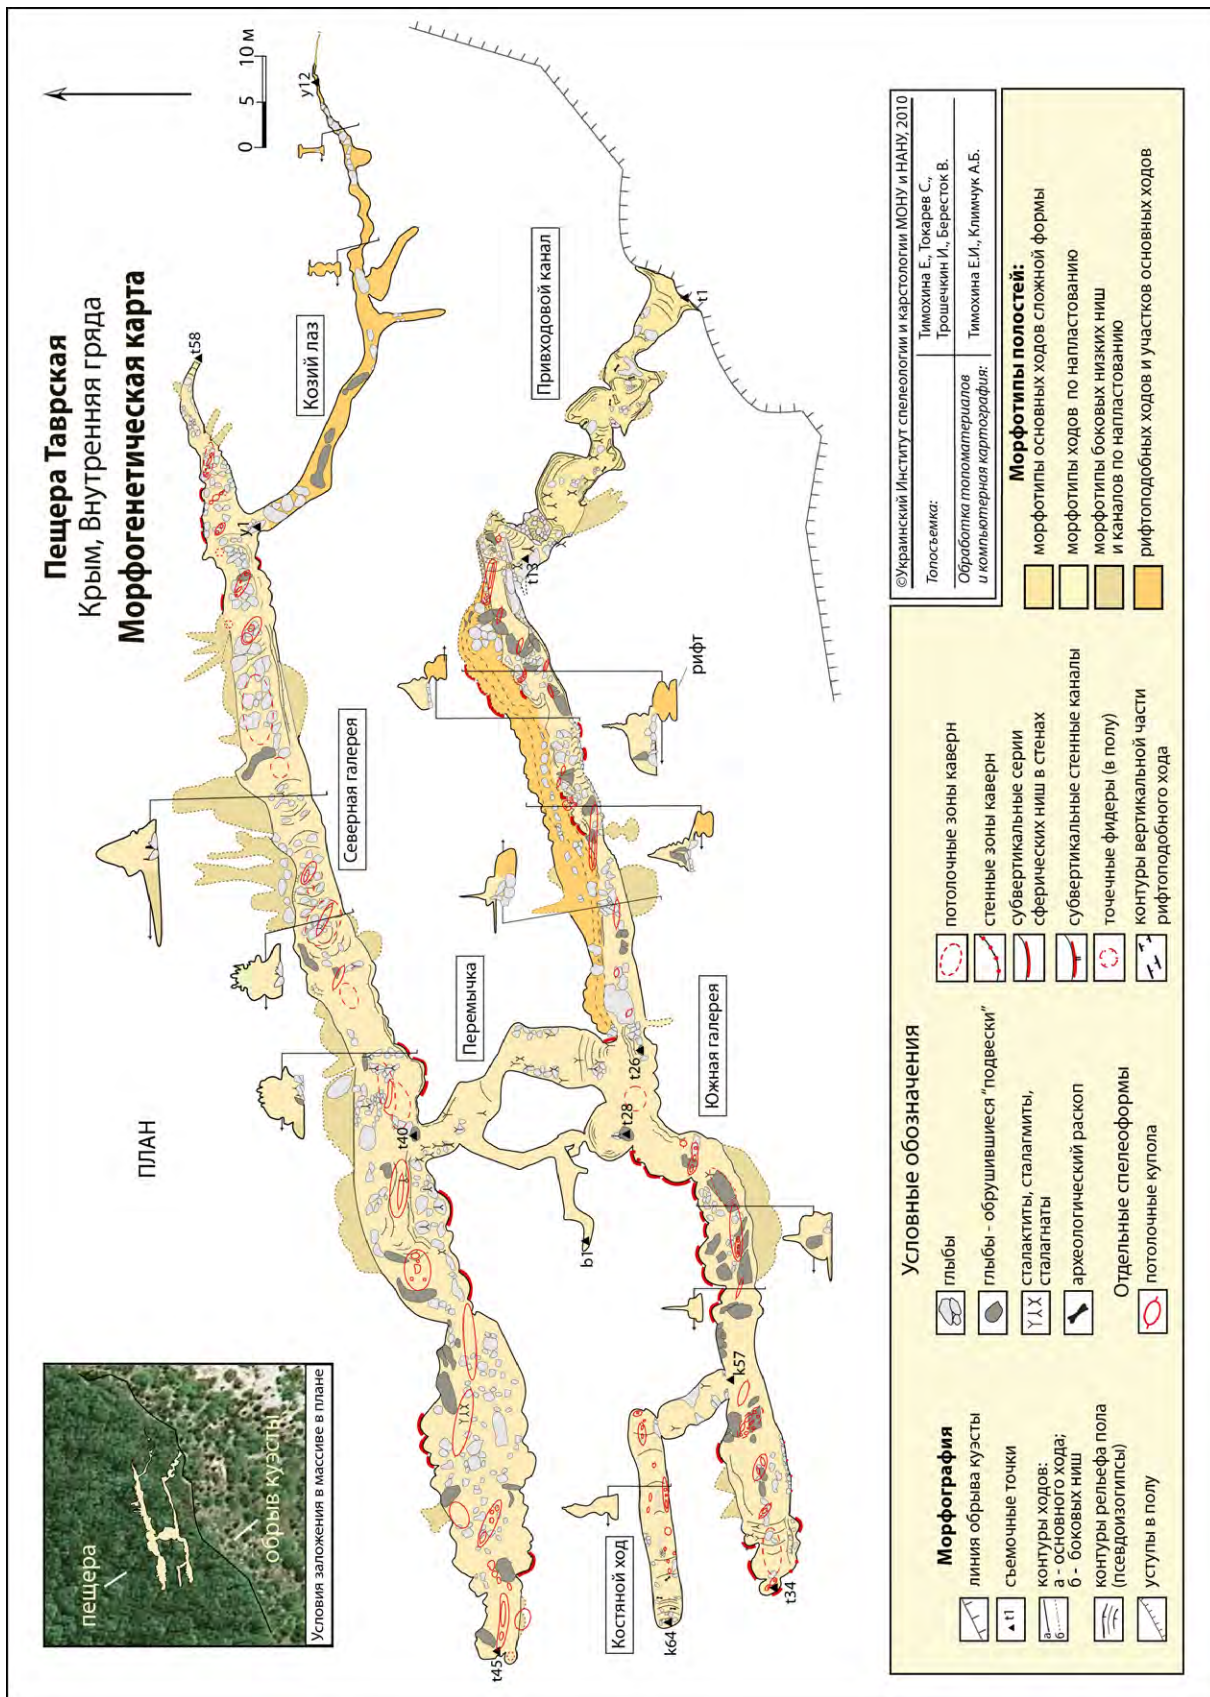 Пещера Таврская
Крым, Внутренняя гряда
Морфогенетическая карта
0 5 10 м
ПЛАН
пещера
обрыв куэсты
Условия заложения в массиве в плане
Северная галерея
Козий лаз
Привходовой канал
Перемычка
Южная галерея
Костяной ход
рифт
t58
y1
y12
t1
t13
t26
t28
t40
b1
k57
t45
k64
t34
©Украинский Институт спелеологии и карстологии МОНУ и НАНУ, 2010
Топосъемка:
Тимохина Е., Токарев С.,
Трошечкин И., Бересток В.
Обработка топоматериалов
и компьютерная картография:
Тимохина Е.И., Климчук А.Б.
Условные обозначения
Морфография
линия обрыва куэсты
t1
съемочные точки
а
б
контуры ходов:
а - основного хода;
б - боковых ниш
контуры рельефа пола
(псевдоизогипсы)
уступы в полу
глыбы
глыбы - обрушившиеся "подвески"
сталактиты, сталагмиты,
сталагнаты
археологический раскоп
Отдельные спелеоформы
потолочные купола
потолочные зоны каверн
стенные зоны каверн
субвертикальные серии
сферических ниш в стенах
субвертикальные стенные каналы
точечные фидеры (в полу)
контуры вертикальной части
рифтоподобного хода
Морфотипы полостей:
морфотипы основных ходов сложной формы
морфотипы ходов по напластованию
морфотипы боковых низких ниш
и каналов по напластованию
рифтоподобных ходов и участков основных ходов